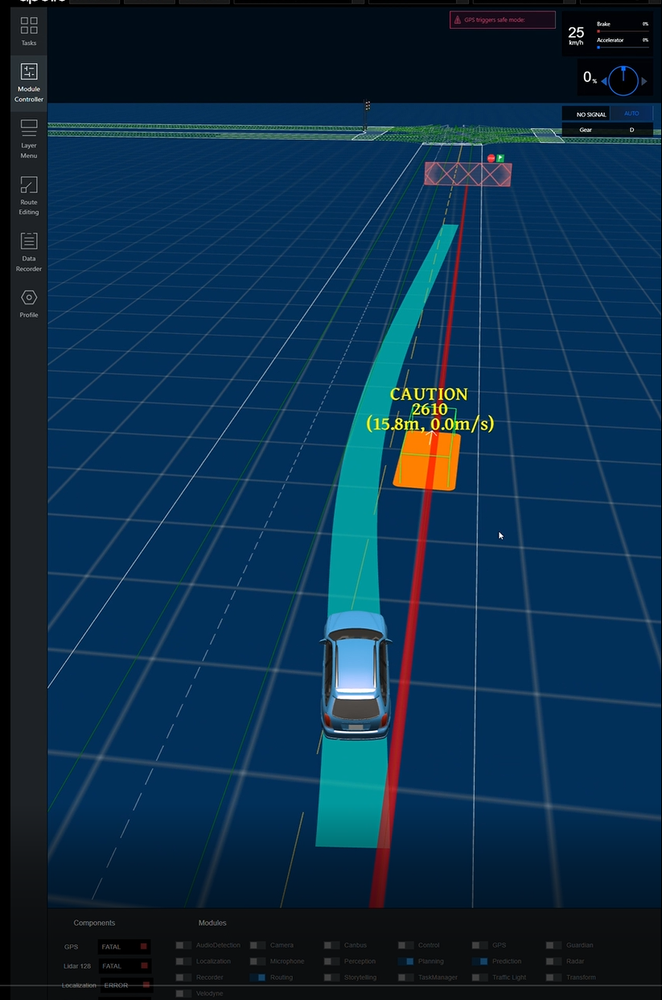 apollo
Tasks
Module
Controller
Layer
Menu
Route
Editing
Data
Recorder
Profile
GPS triggers safe mode:
25
km/h
Brake 0%
Accelerator 0%
0%
NO SIGNAL AUTO
Gear D
STOP P
CAUTION
2610
(15.8m, 0.0m/s)
Components
GPS FATAL
Lidar 128 FATAL
Localization ERROR
Modules
AudioDetection Camera Canbus Control GPS Guardian
Localization Microphone Perception Planning Prediction Radar
Recorder Routing Storytelling TaskManager Traffic Light Transform
Velodyne